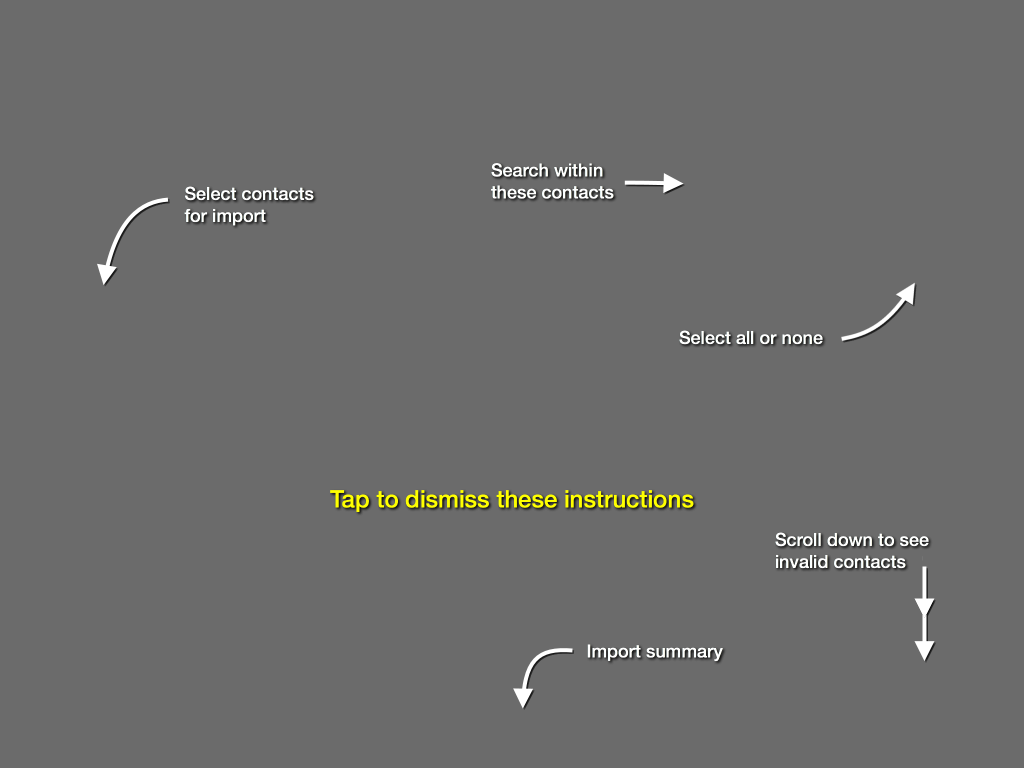 Search within
these contacts
Select contacts
for import
Select all or none
Tap to dismiss these instructions
Scroll down to see
invalid contacts
Import summary